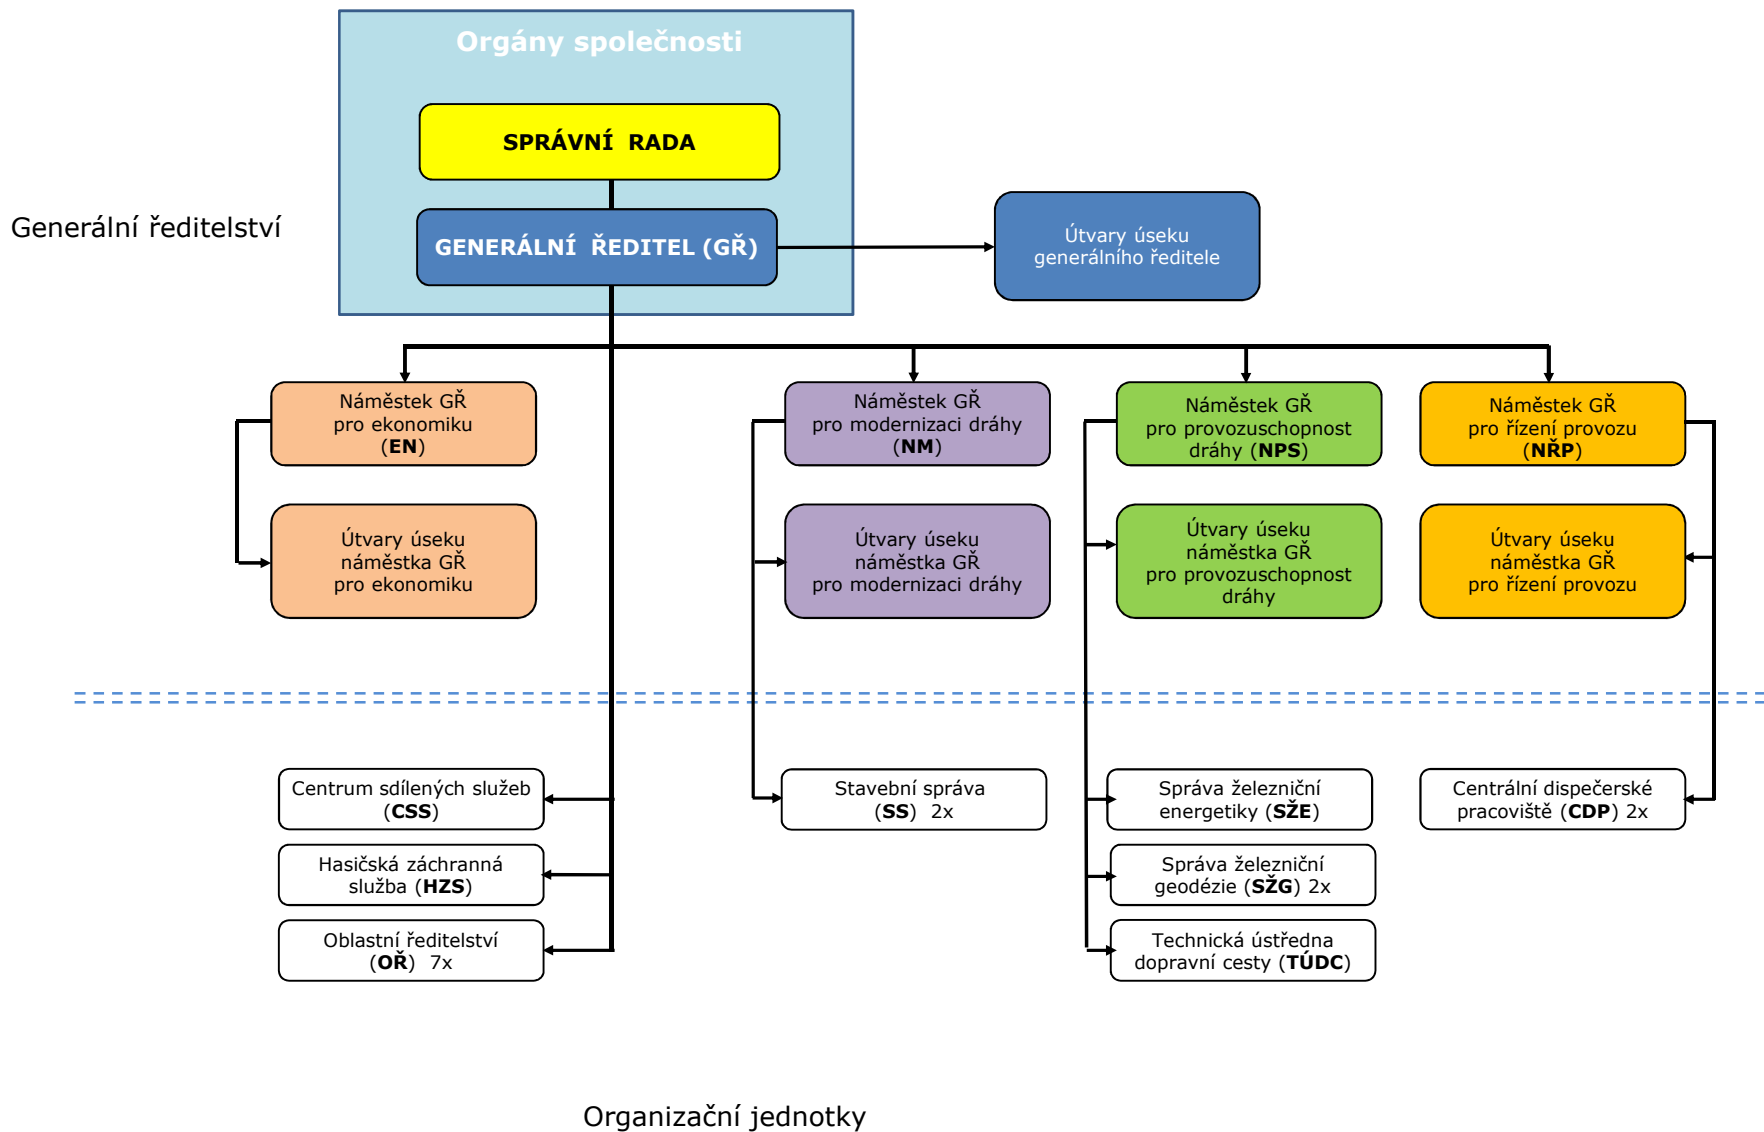 Orgány společnosti
SPRÁVNÍ RADA
Generální ředitelství
GENERÁLNÍ ŘEDITEL (GŘ)
Útvary úseku
generálního ředitele
Náměstek GŘ
pro ekonomiku
(EN)
Náměstek GŘ
pro modernizaci dráhy
(NM)
Náměstek GŘ
pro provozuschopnost
dráhy (NPS)
Náměstek GŘ
pro řízení provozu
(NŘP)
Útvary úseku
náměstka GŘ
pro ekonomiku
Útvary úseku
náměstka GŘ
pro modernizaci dráhy
Útvary úseku
náměstka GŘ
pro provozuschopnost
dráhy
Útvary úseku
náměstka GŘ
pro řízení provozu
Centrum sdílených služeb
(CSS)
Stavební správa
(SS) 2x
Správa železniční
energetiky (SŽE)
Centrální dispečerské
pracoviště (CDP) 2x
Hasičská záchranná
služba (HZS)
Správa železniční
geodézie (SŽG) 2x
Oblastní ředitelství
(OŘ) 7x
Technická ústředna
dopravní cesty (TÚDC)
Organizační jednotky